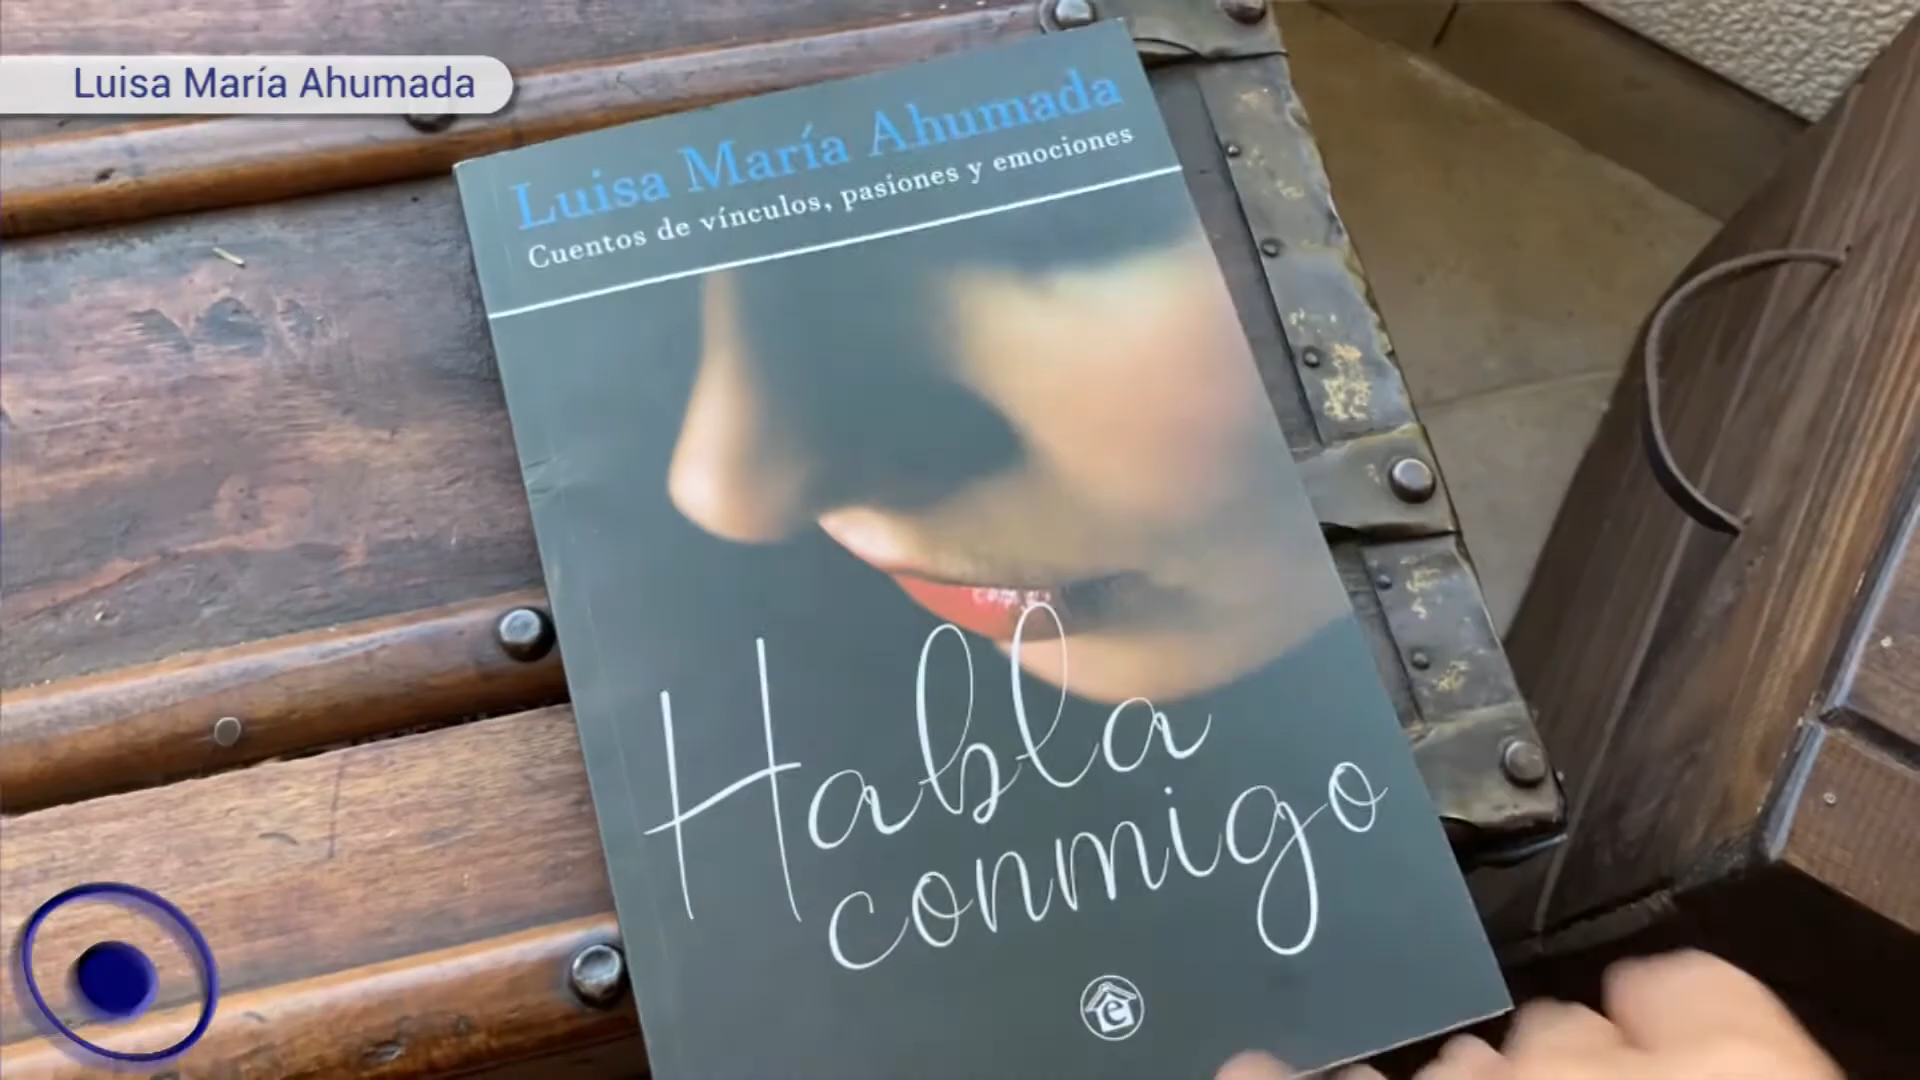 Luisa María Ahumada
Luisa María Ahumada
Cuentos de vínculos, pasiones y emociones
Habla
conmigo
e